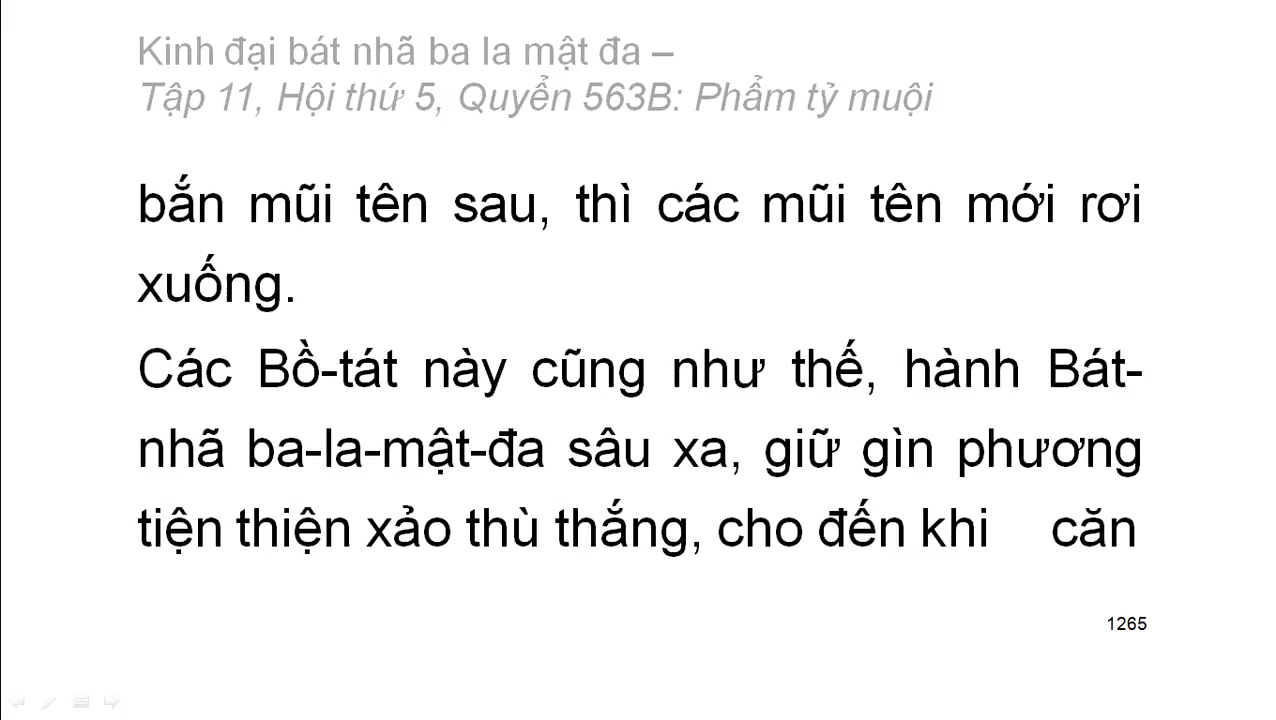 Kinh đại bát nhã ba la mật đa –
Tập 11, Hội thứ 5, Quyển 563B: Phẩm tỷ muội
bắn mũi tên sau, thì các mũi tên mới rơi
xuống.
Các Bồ-tát này cũng như thế, hành Bát-
nhã ba-la-mật-đa sâu xa, giữ gìn phương
tiện thiện xảo thù thắng, cho đến khi căn
1265